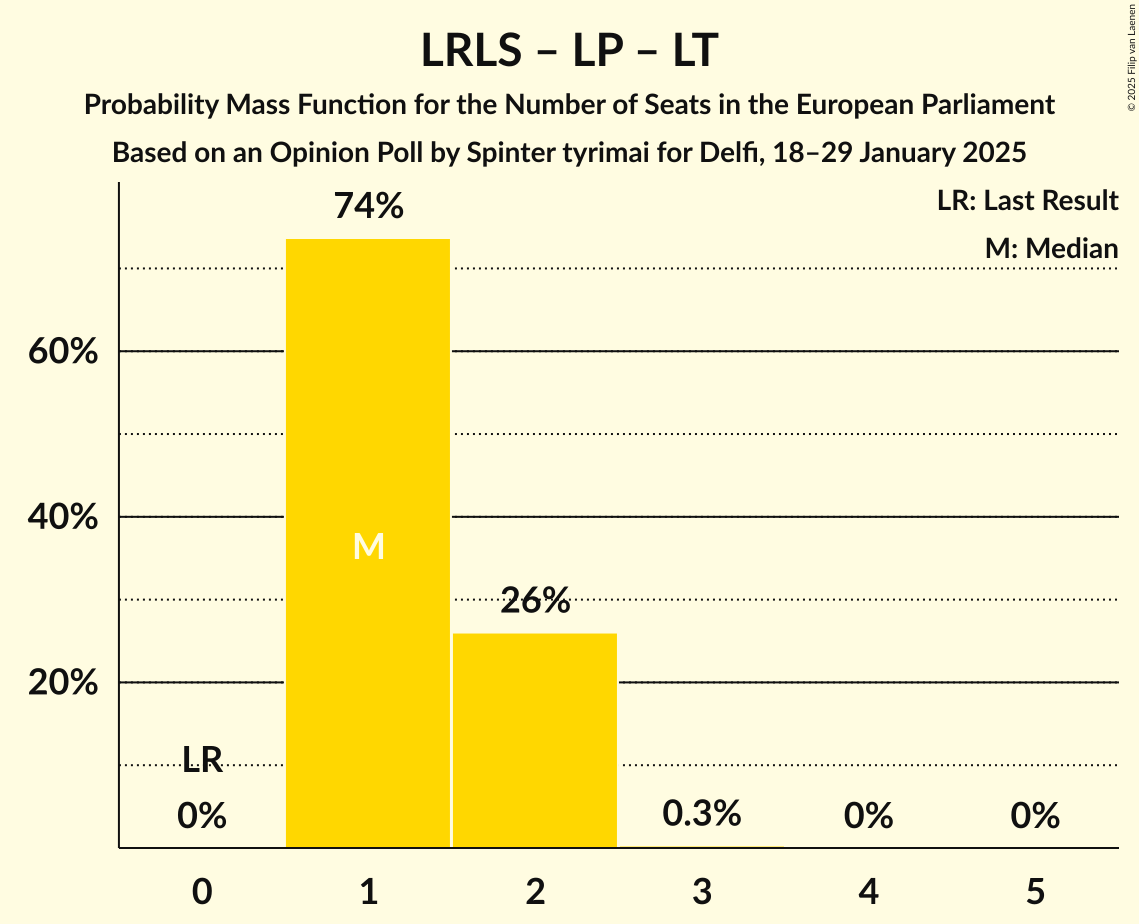 LRLS – LP – LT
Probability Mass Function for the Number of Seats in the European Parliament
Based on an Opinion Poll by Spinter tyrimai for Delfi, 18–29 January 2025
© 2025 Filip van Laenen
LR: Last Result
M: Median
74%
60%
40%
M
26%
20%
LR
0%
0.3%
0%
0%
0
1
2
3
4
5